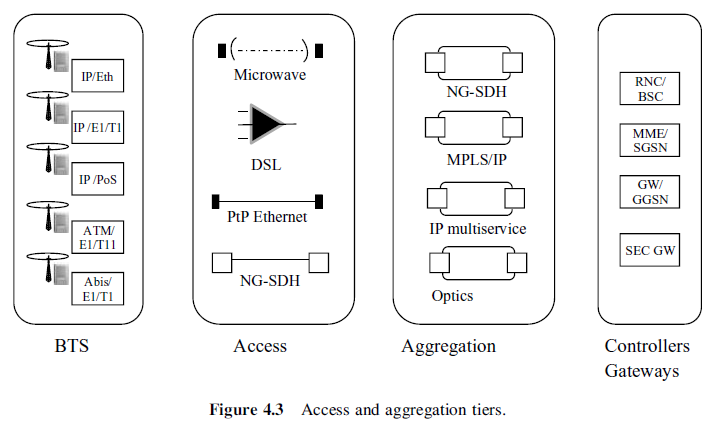 IP/Eth
IP/E1/T1
IP/PoS
ATM/
E1/T11
Abis/
E1/T1
BTS
Microwave
DSL
PtP Ethernet
NG-SDH
Access
NG-SDH
MPLS/IP
IP multiservice
Optics
Aggregation
RNC/
BSC
MME/
SGSN
GW/
GGSN
SEC GW
Controllers
Gateways
Figure 4.3 Access and aggregation tiers.